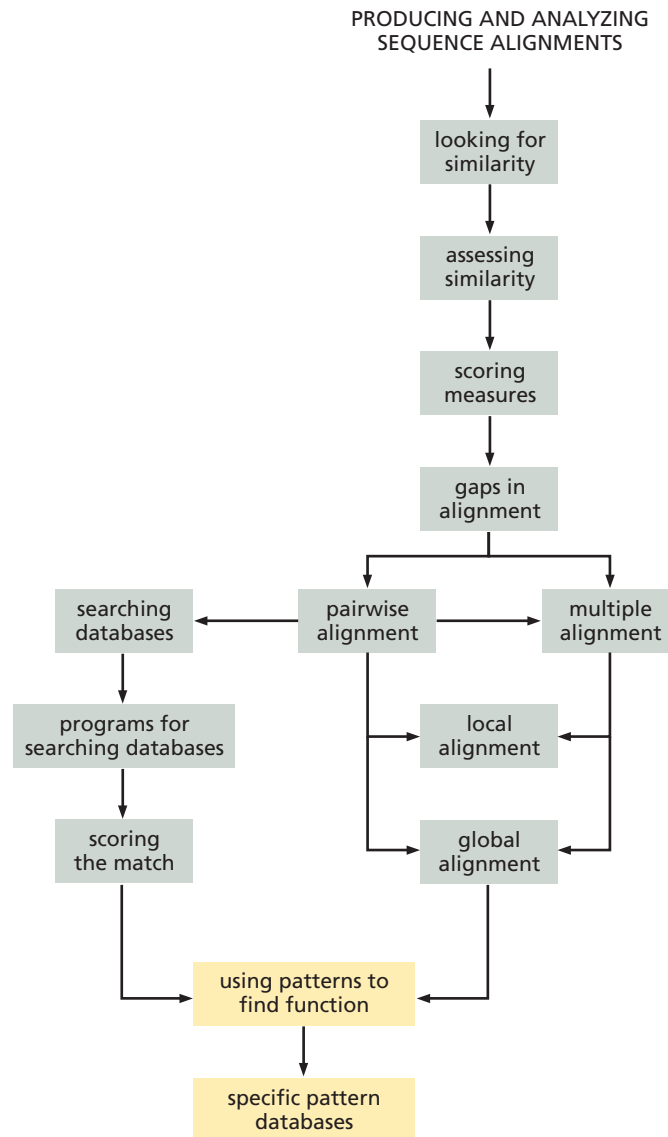 PRODUCING AND ANALYZING
SEQUENCE ALIGNMENTS
looking for
similarity
assessing
similarity
scoring
measures
gaps in
alignment
searching
databases
pairwise
alignment
multiple
alignment
programs for
searching databases
local
alignment
scoring
the match
global
alignment
using patterns to
find function
specific pattern
databases